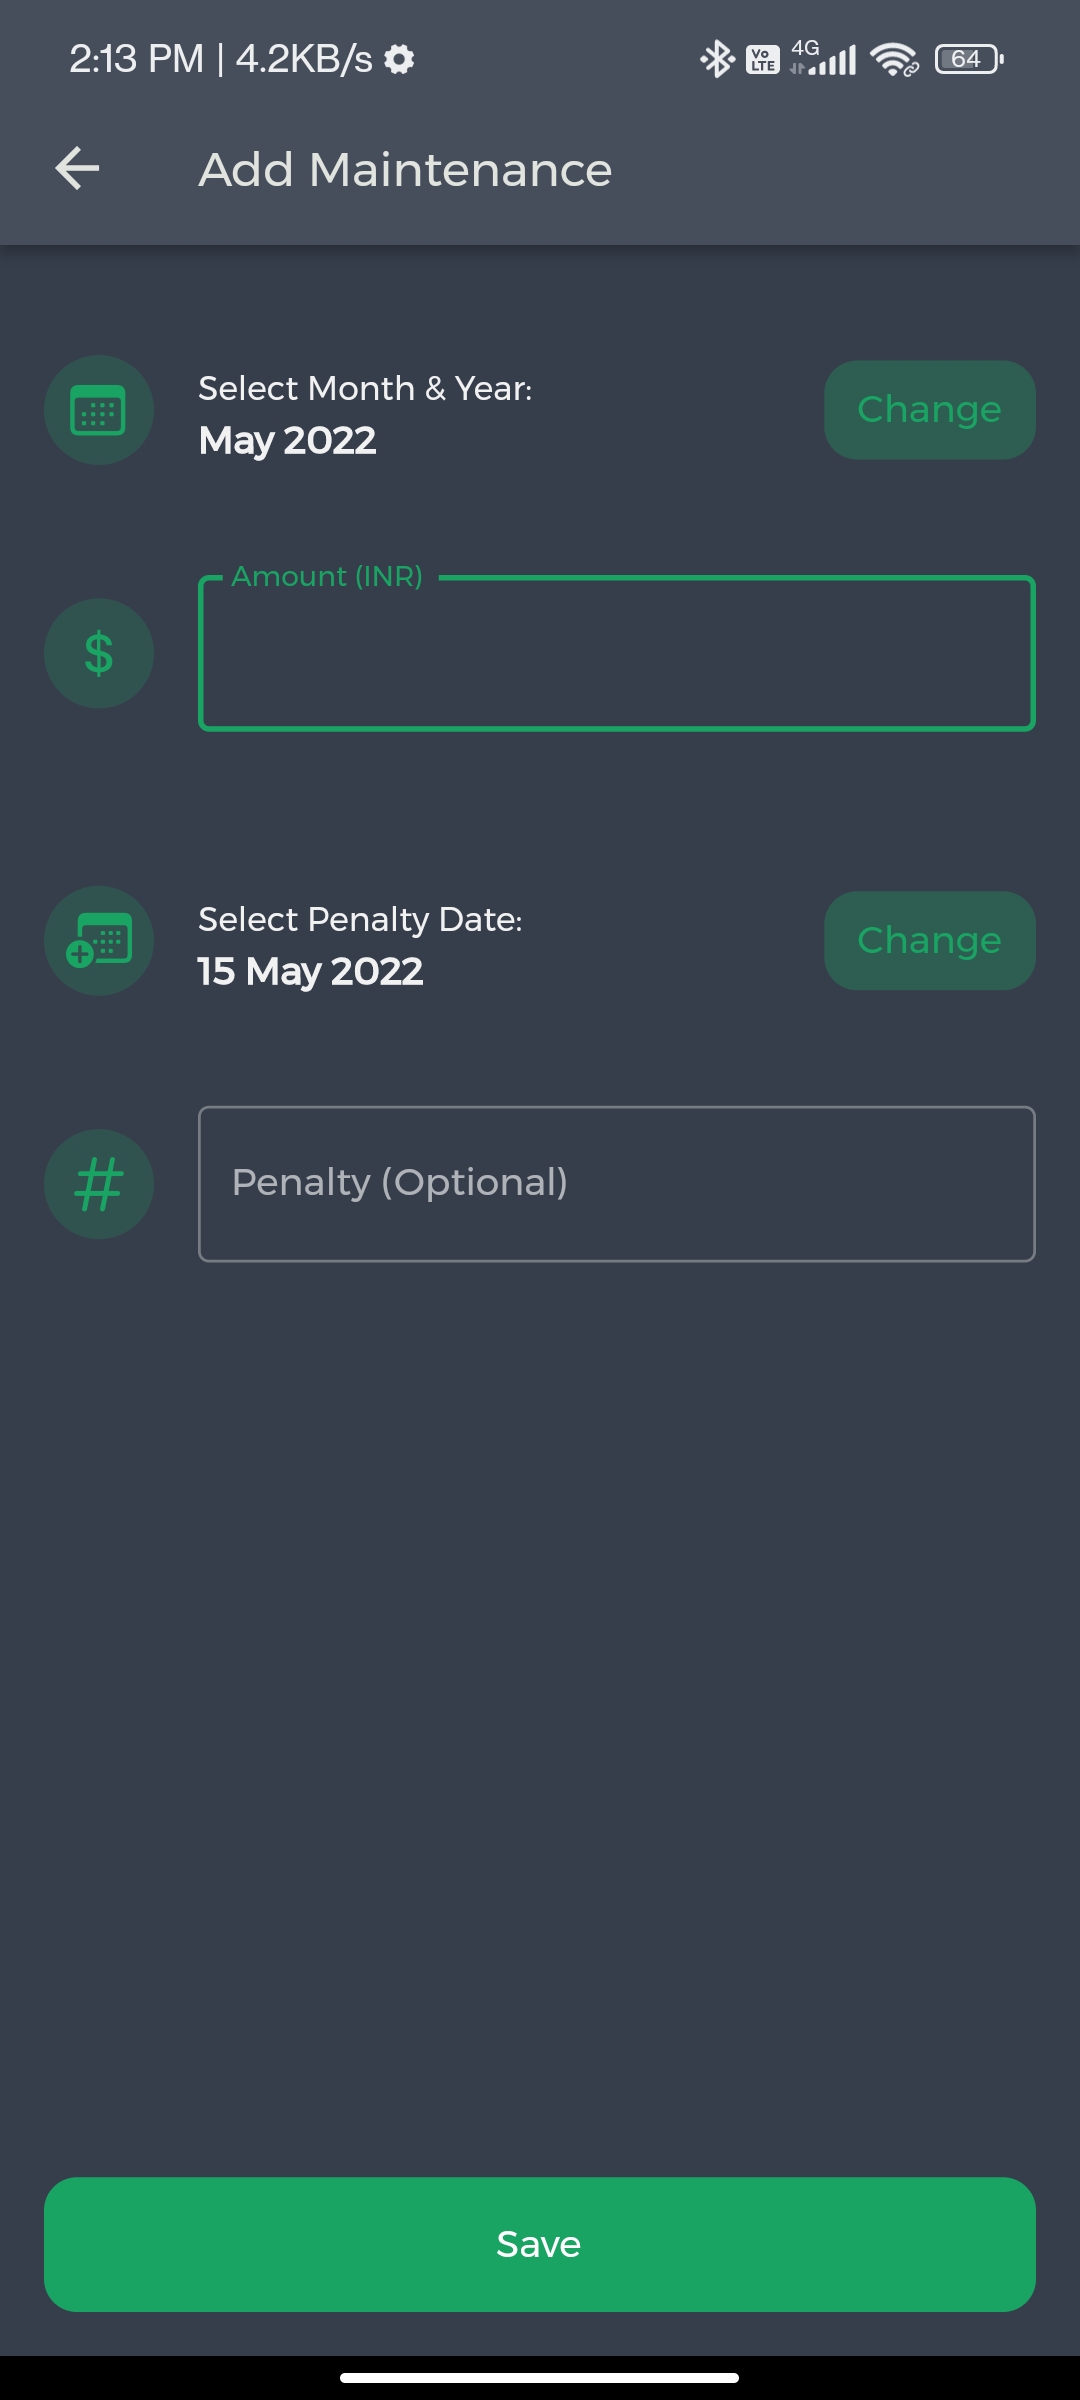 2:13 PM | 4.2KB/s
Vo LTE
4G
64
Add Maintenance
Select Month & Year:
May 2022
Change
Amount (INR)
$
Select Penalty Date:
15 May 2022
Change
#
Penalty (Optional)
Save